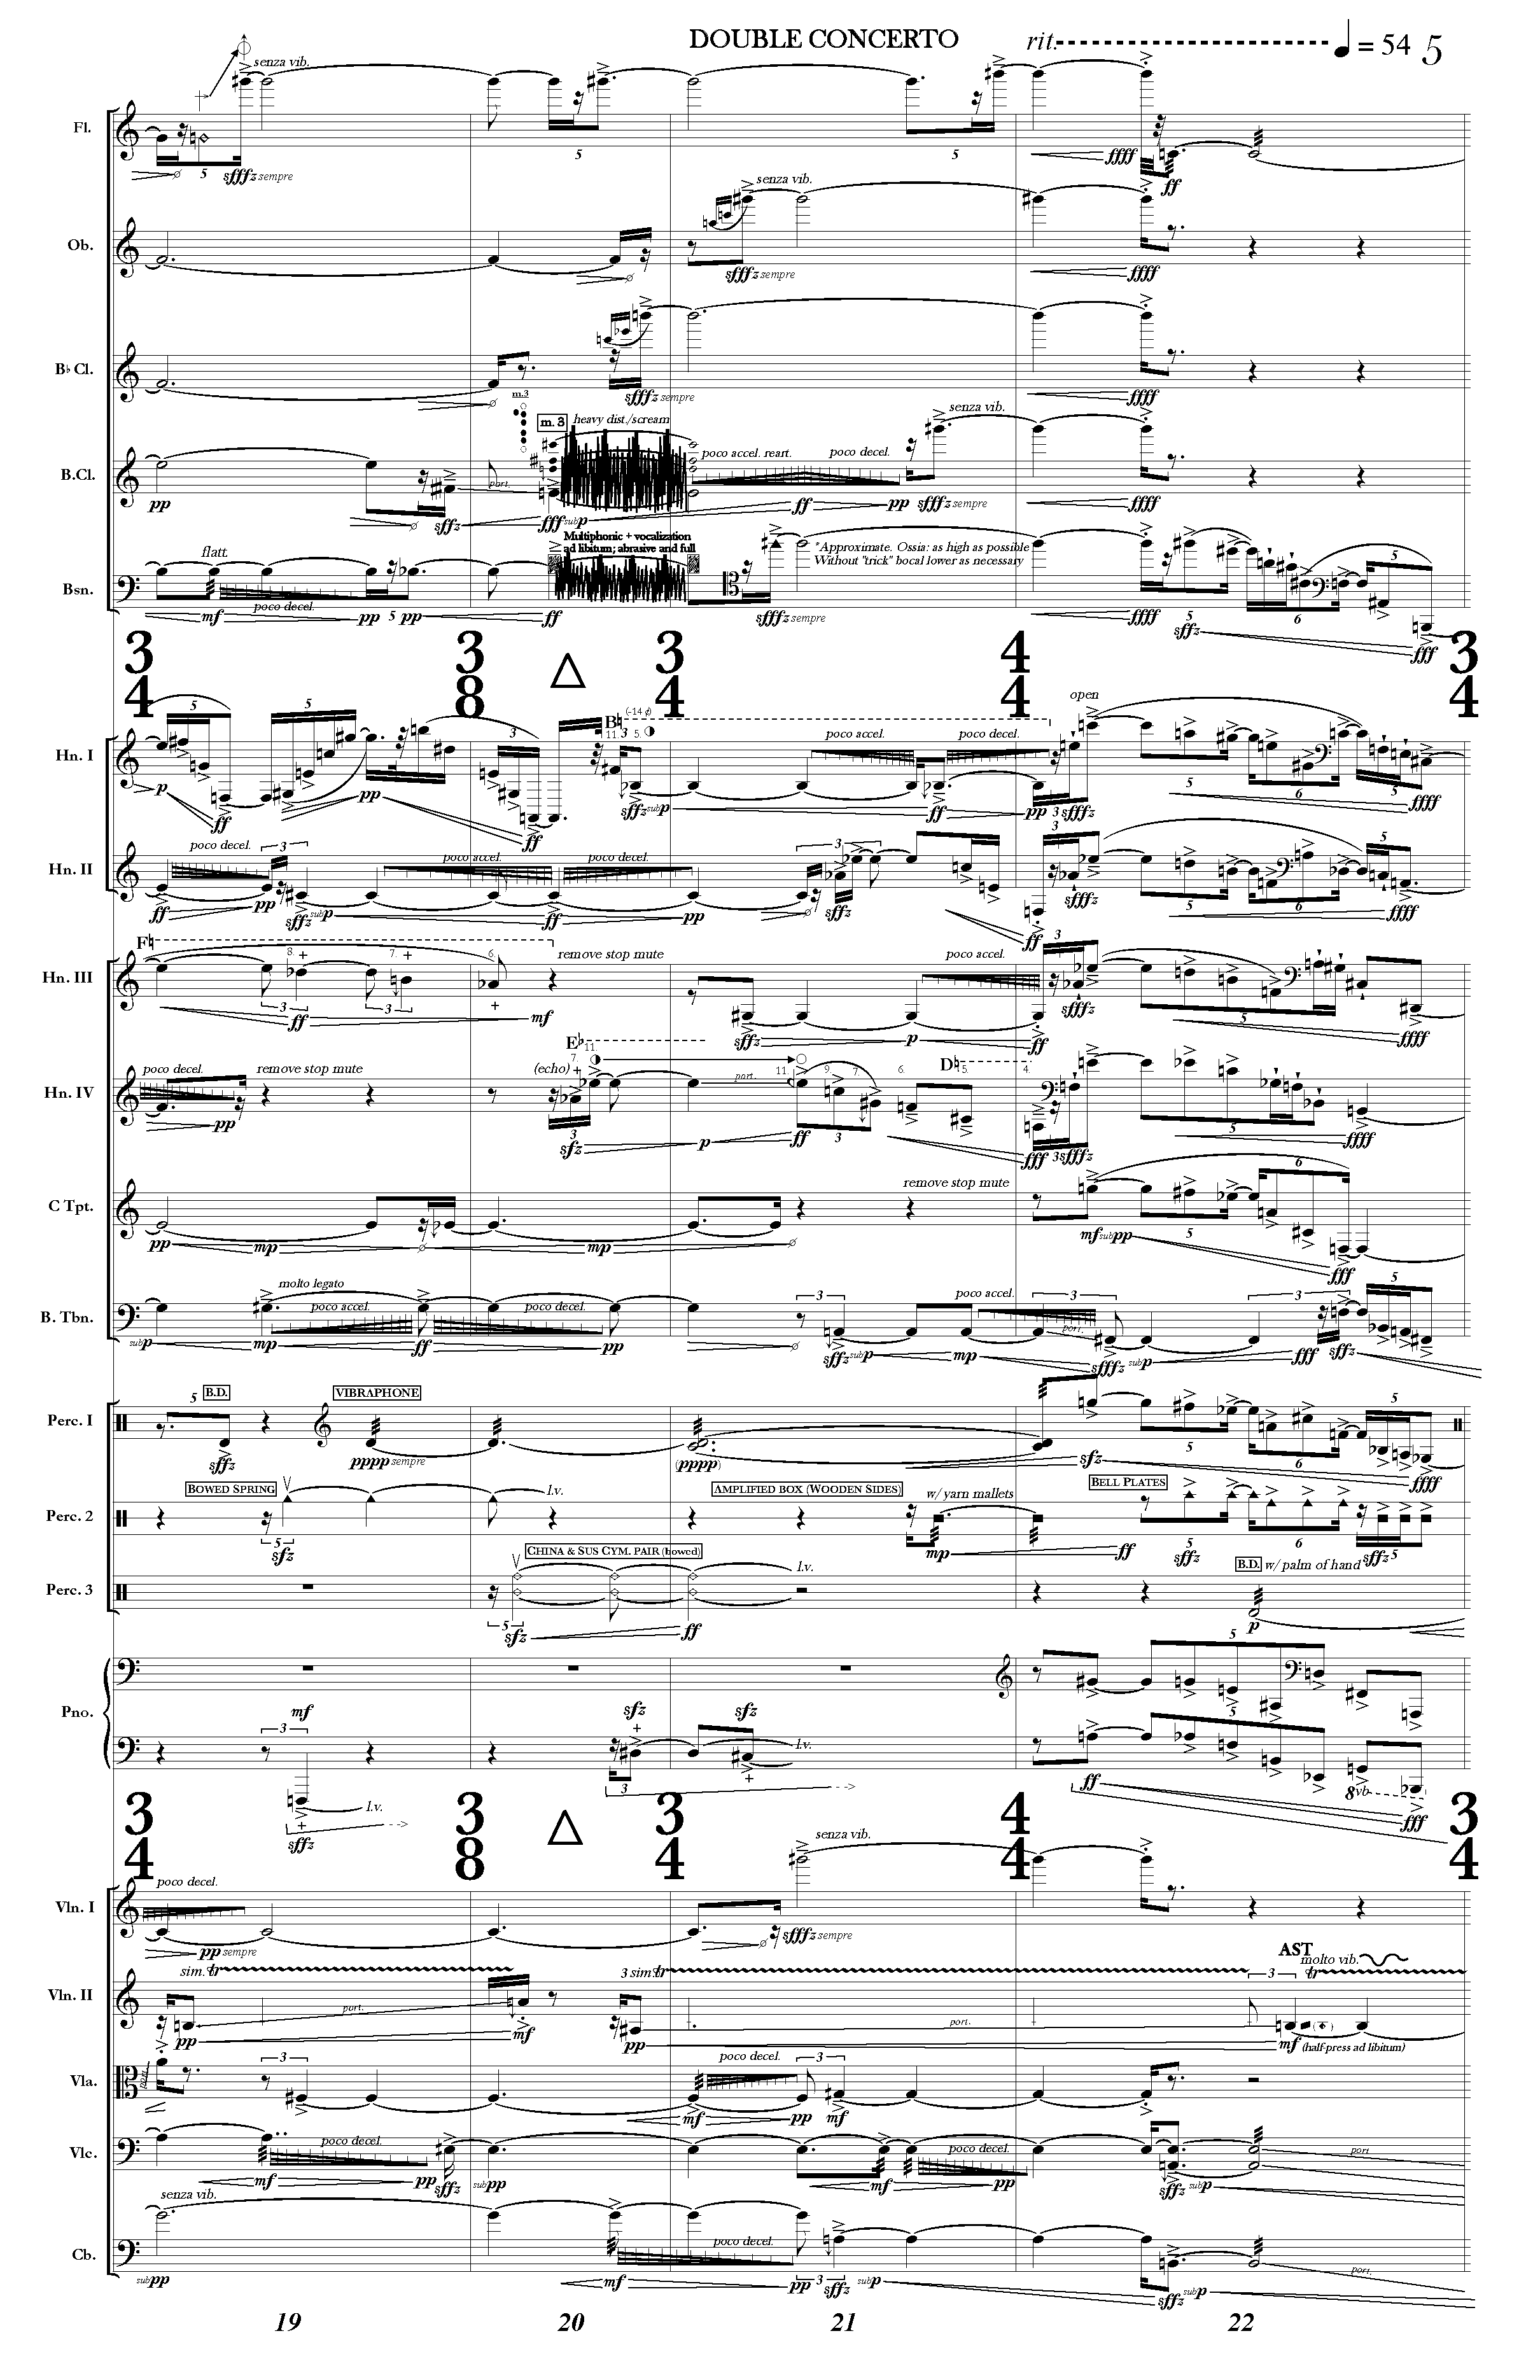 DOUBLE CONCERTO
rit. = 54 5
senza vib.
Fl.
5 sfffz sempre 5 5 ffff ff
senza vib.
Ob.
sfffz sempre ffff
B♭ Cl.
sfffz sempre ffff
m.3
m. 3 heavy dist./scream senza vib.
poco accel. reart. poco decel.
B.Cl.
port.
pp sffz fff sub p ff pp sfffz sempre ffff
Multiphonic + vocalization
ad libitum; abrasive and full
flatt.
*Approximate. Ossia: as high as possible
Without "trick" bocal lower as necessary
Bsn.
poco decel.
mf pp 5 pp ff sfffz sempre ffff 5 sffz 6 fff
3 3 3 4 3
4 8 4 4 4
open
5 5 B♮ (-14 ¢)
11. 3 5.
Hn. I
3 poco accel. poco decel.
p ff pp ff sffz sub p ff pp 3 sfffz 5 6 5 ffff
poco decel. 3 poco accel. poco decel. 3 3 5
Hn. II
ff pp sffz sub p ff pp sffz ff sfffz 5 6 ffff
F♮ 8. + 7. + 6. remove stop mute poco accel. 3
Hn. III
3 ff 3 + mf sffz p ff sfffz 5 ffff
E♭ 11.
poco decel. remove stop mute (echo) 7. + port. 11. 9. 7. 6. D♮ 5. 4.
Hn. IV
pp sfz 3 p ff 3 fff 3 sfffz 5 ffff
remove stop mute 6
C Tpt.
pp mp mp mf sub pp 5 fff
molto legato poco accel. 3 3 5
poco accel. poco decel.
B. Tbn.
port.
sub p mp ff pp sffz sub p mp sfffz sub p fff sffz
5 B.D. VIBRAPHONE
Perc. I
5
sffz pppp sempre (pppp) sfz 5 6 ffff
BOWED SPRING l.v. AMPLIFIED BOX (WOODEN SIDES) w/ yarn mallets BELL PLATES
Perc. 2
5 sfz mp ff 5 sffz 6 sffz 5
CHINA & SUS CYM. PAIR (bowed) l.v. B.D. w/ palm of hand
Perc. 3
5 sfz ff p
5
mf sfz sfz
Pno.
3 + l.v. 5
l.v. + 3 + ff 8vb
+ sffz fff
3 3 3 4 3
4 8 4 4 4
senza vib.
poco decel.
Vln. I
pp sempre sfffz sempre
AST
sim. tr 3 sim. tr 3 molto vib. tr
Vln. II
port. port.
pp mf pp mf (half-press ad libitum)
3 poco decel. 3
Vla.
port.
mf pp mf
Vlc.
poco decel. poco decel. port.
mf pp sffz sub pp mf pp sffz sub p
senza vib.
Cb.
poco decel. port.
sub pp mf pp 3 sffz sub p sffz sub p
19 20 21 22